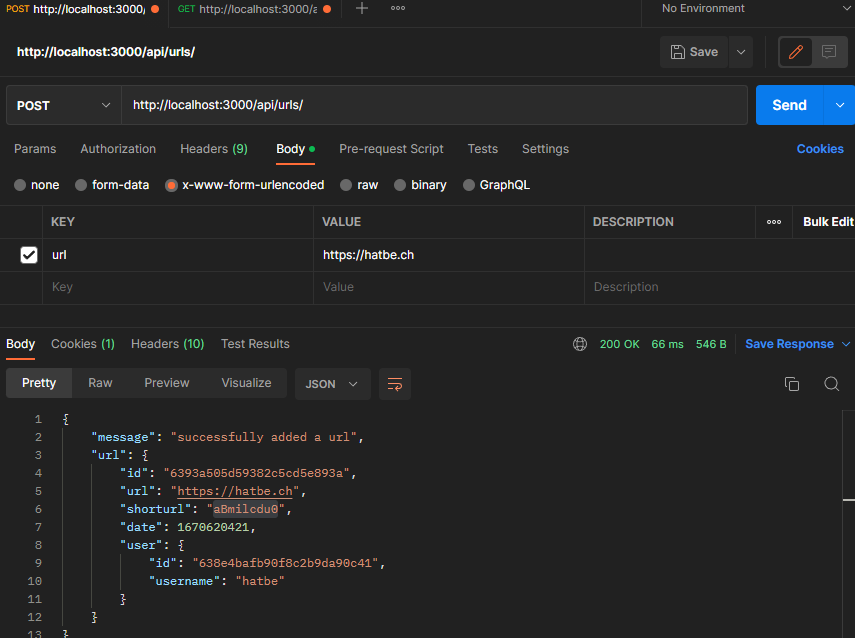 POST http://localhost:3000/ GET http://localhost:3000/a No Environment
http://localhost:3000/api/urls/ Save
POST http://localhost:3000/api/urls/ Send
Params Authorization Headers (9) Body Pre-request Script Tests Settings Cookies
none form-data x-www-form-urlencoded raw binary GraphQL
KEY VALUE DESCRIPTION Bulk Edit
url https://hatbe.ch
Key Value Description
Body Cookies (1) Headers (10) Test Results 200 OK 66 ms 546 B Save Response
Pretty Raw Preview Visualize JSON
1 {
2 "message": "successfully added a url",
3 "url": {
4 "id": "6393a505d59382c5cd5e893a",
5 "url": "https://hatbe.ch",
6 "shorturl": "aBmilcdu0",
7 "date": 1670620421,
8 "user": {
9 "id": "638e4bafb90f8c2b9da90c41",
10 "username": "hatbe"
11 }
12 }
13 }